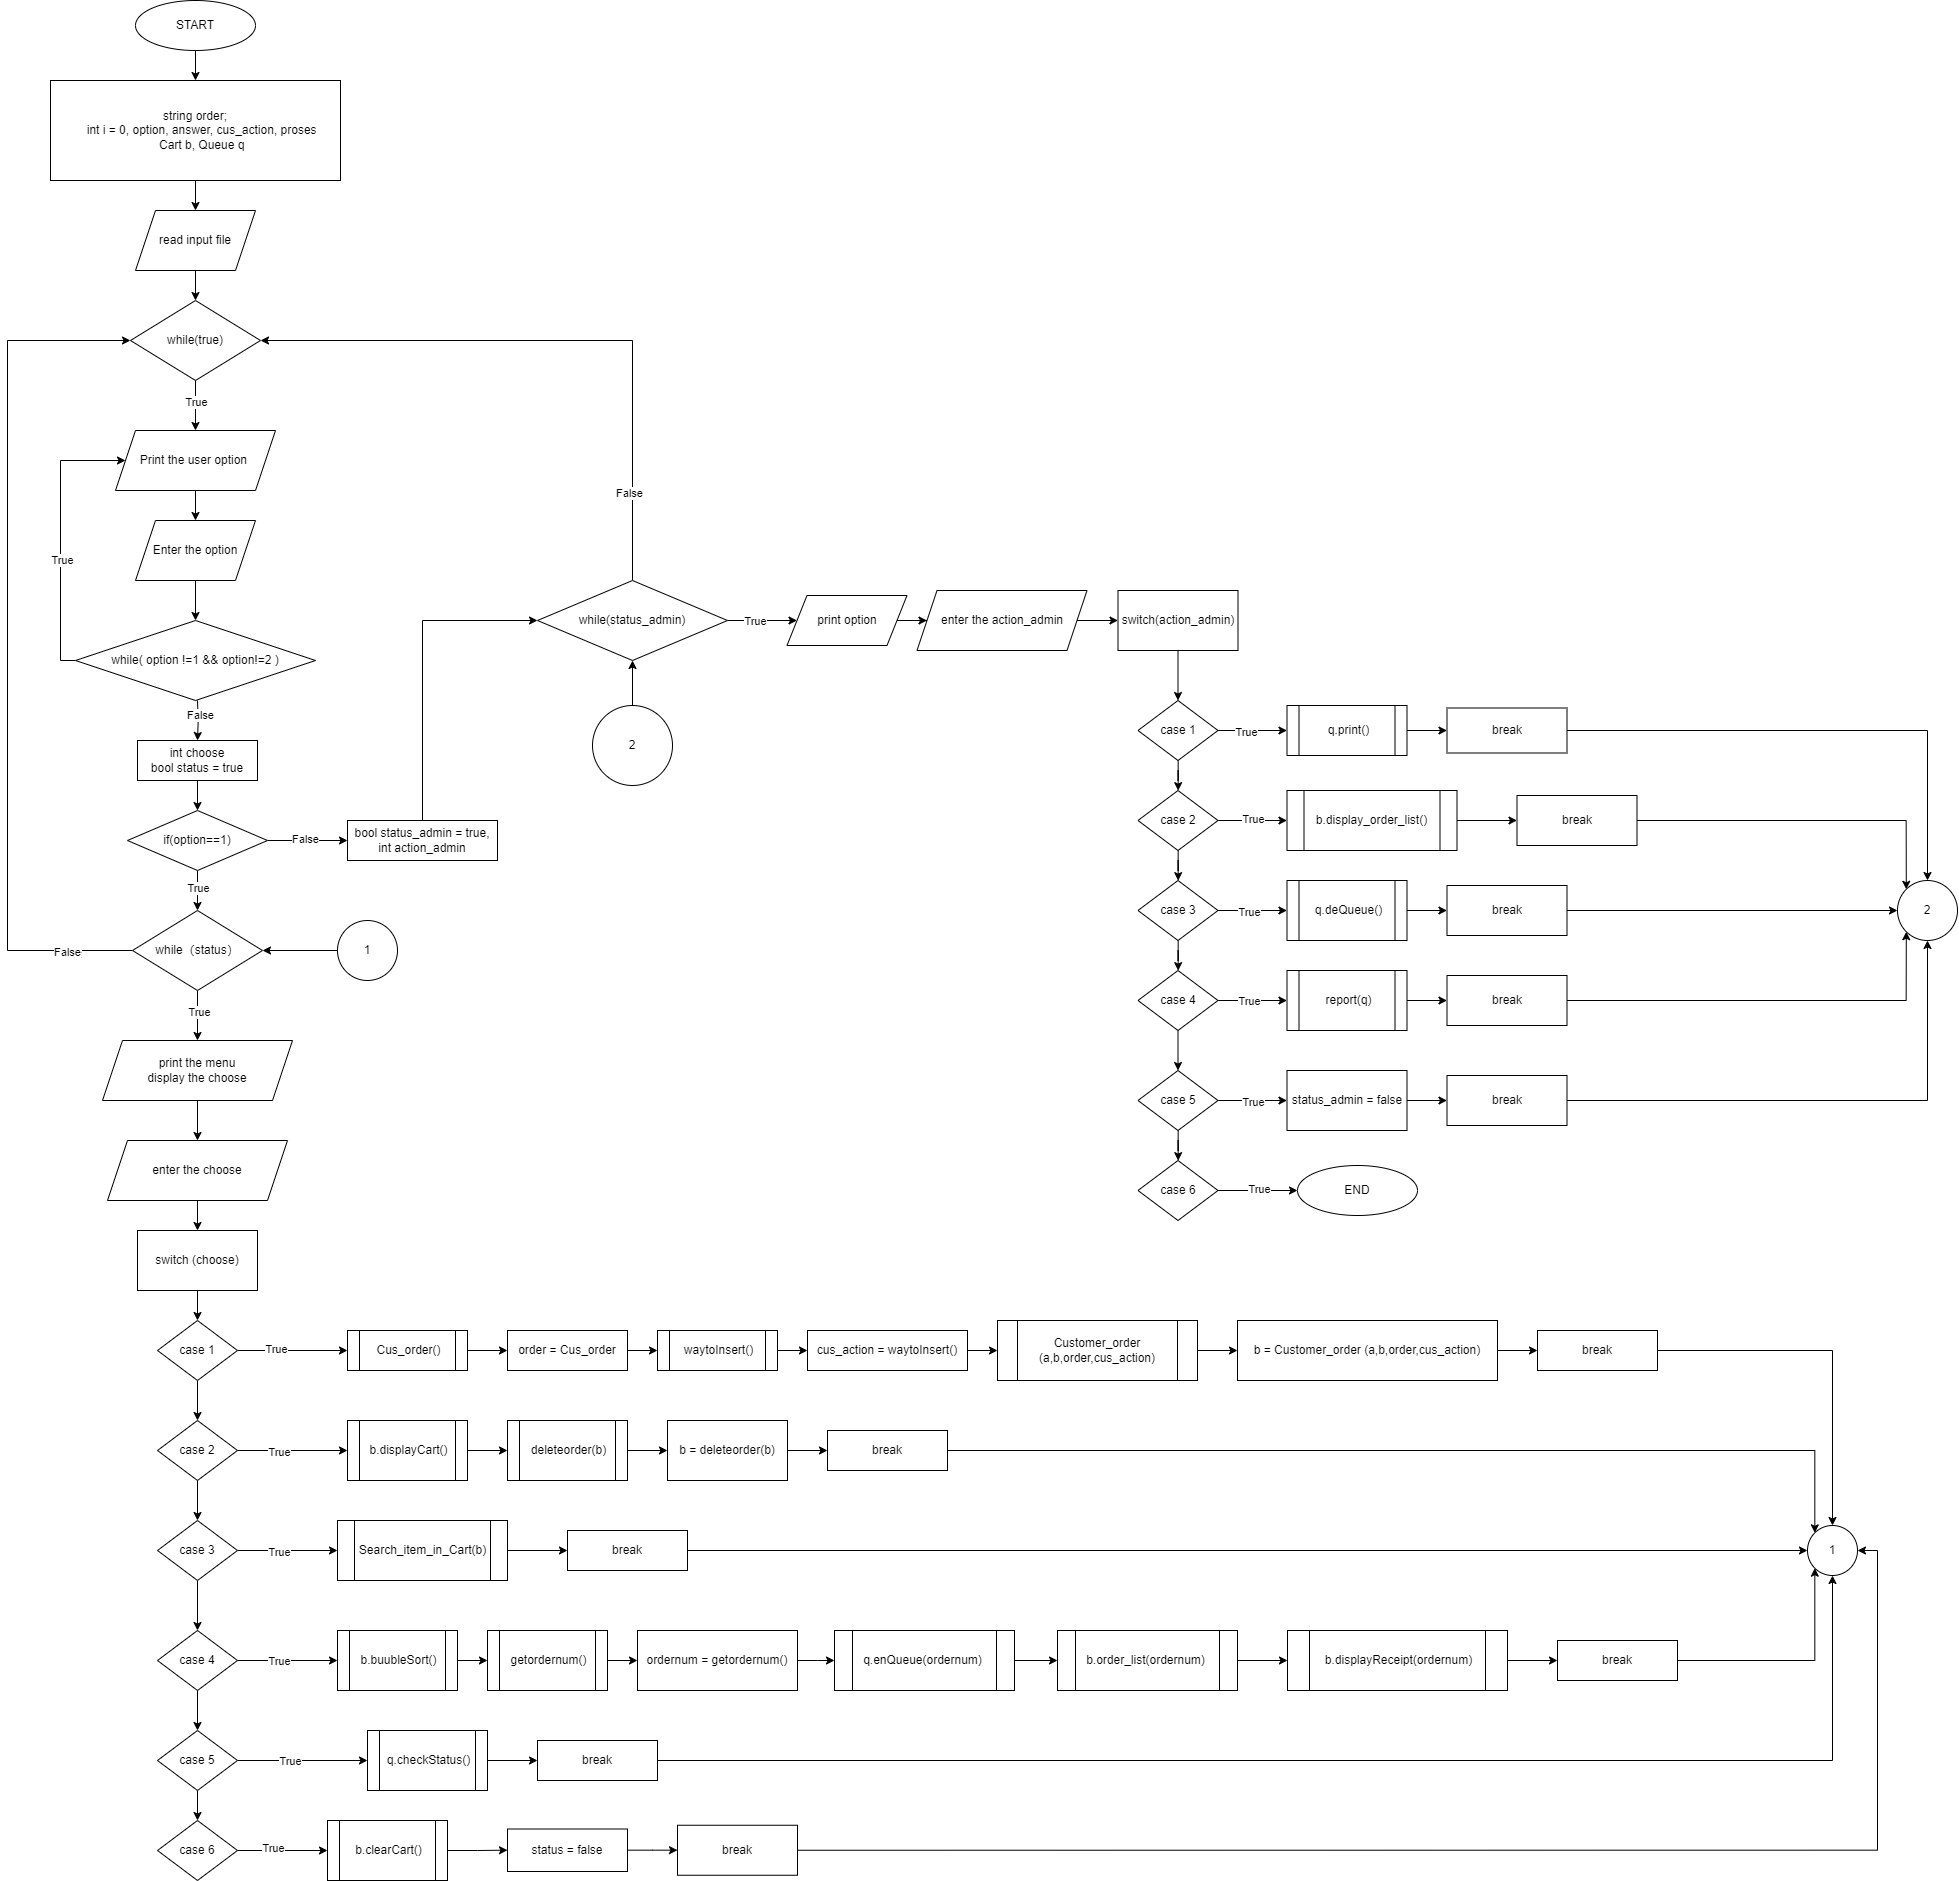 START
string order;
int i = 0, option, answer, cus_action, proses
Cart b, Queue q
read input file
while(true)
True
Print the user option
Enter the option
True
while( option !=1 && option!=2 )
False
int choose
bool status = true
if(option==1)
False
bool status_admin = true,
int action_admin
True
while（status）
False
1
True
print the menu
display the choose
enter the choose
switch (choose)
False
while(status_admin)
2
True
print option
enter the action_admin
switch(action_admin)
case 1
True
q.print()
break
case 2
True
b.display_order_list()
break
case 3
True
q.deQueue()
break
2
case 4
True
report(q)
break
case 5
True
status_admin = false
break
case 6
True
END
case 1
True
Cus_order()
order = Cus_order
waytoInsert()
cus_action = waytoInsert()
Customer_order
(a,b,order,cus_action)
b = Customer_order (a,b,order,cus_action)
break
case 2
True
b.displayCart()
deleteorder(b)
b = deleteorder(b)
break
case 3
True
Search_item_in_Cart(b)
break
1
case 4
True
b.buubleSort()
getordernum()
ordernum = getordernum()
q.enQueue(ordernum)
b.order_list(ordernum)
b.displayReceipt(ordernum)
break
case 5
True
q.checkStatus()
break
case 6
True
b.clearCart()
status = false
break